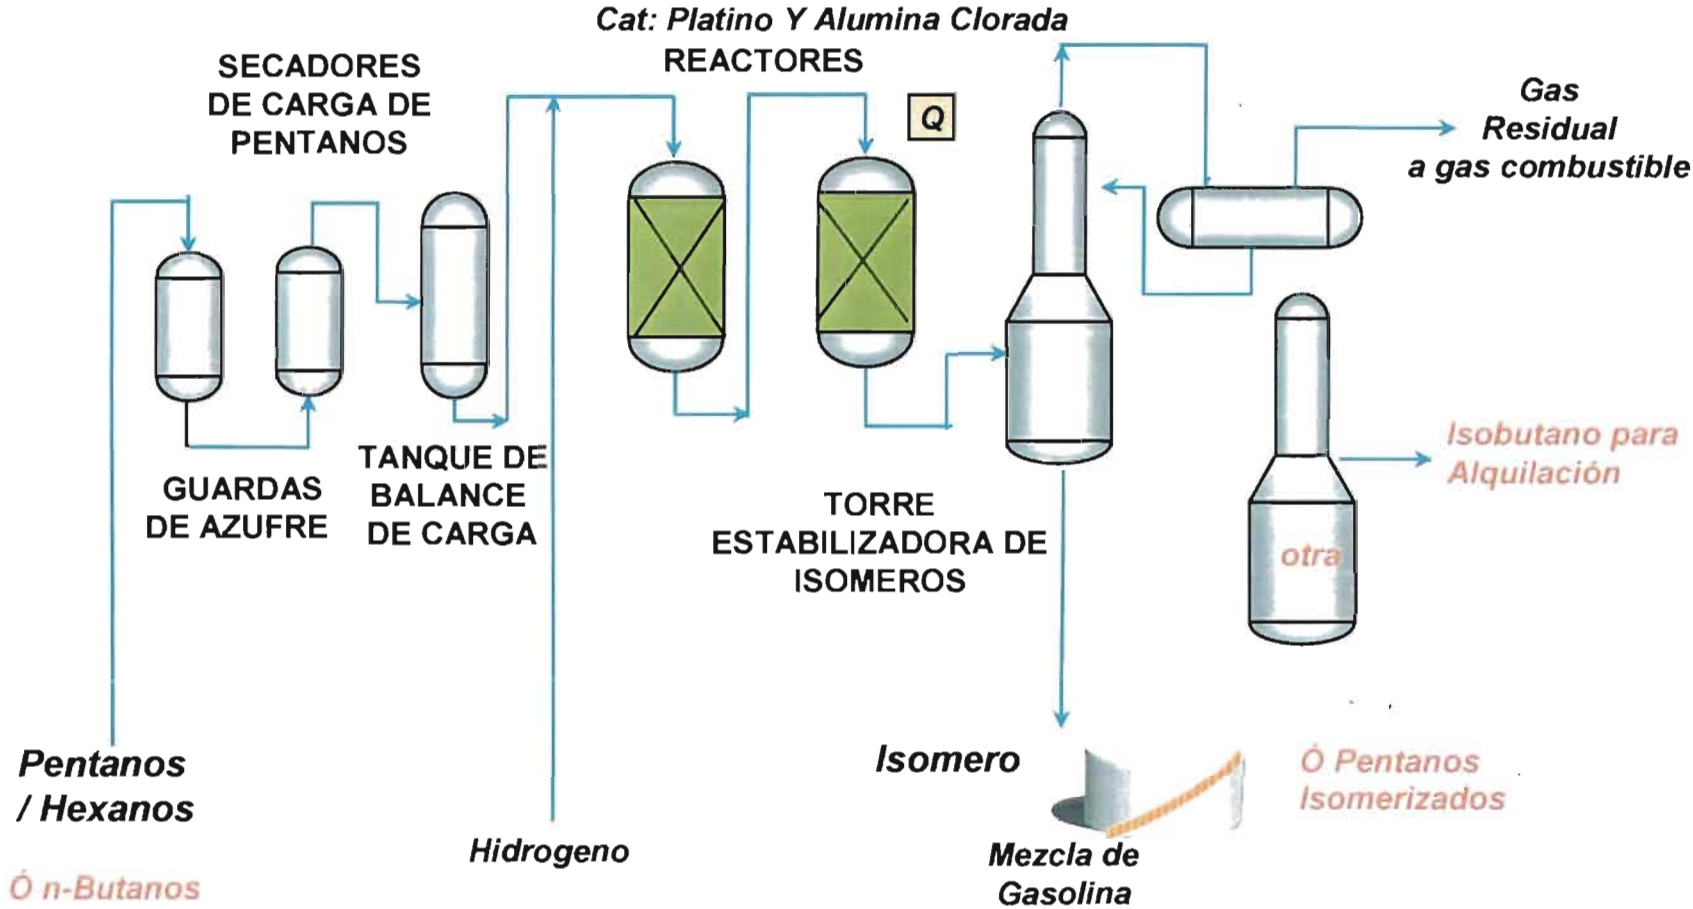 Cat: Platino Y Alumina Clorada
REACTORES
SECADORES
DE CARGA DE
PENTANOS
Q
Gas
Residual
a gas combustible
GUARDAS
DE AZUFRE
TANQUE DE
BALANCE
DE CARGA
TORRE
ESTABILIZADORA DE
ISOMEROS
Isobutano para
Alquilación
otra
Pentanos
/ Hexanos
Ó n-Butanos
Hidrogeno
Isomero
Mezcla de
Gasolina
Ó Pentanos
Isomerizados